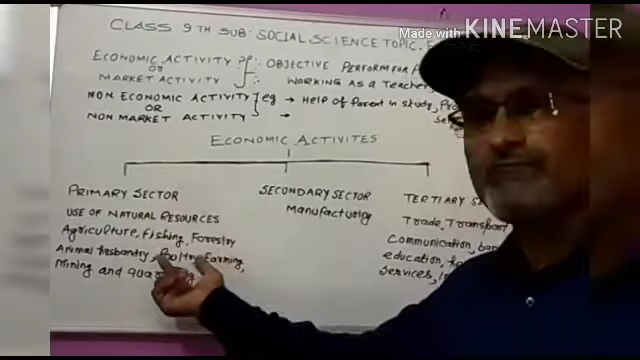 Made with KINEMASTER
CLASS 9TH SUB: SOCIAL SCIENCE TOPIC
ECONOMIC ACTIVITY
OR
MARKET ACTIVITY
OBJECTIVE PERFORM FOR
WORKING AS A TEACHER
NON ECONOMIC ACTIVITY
OR
NON MARKET ACTIVITY
eg → HELP OF PARENT IN STUDY,
→
ECONOMIC ACTIVITES
PRIMARY SECTOR
USE OF NATURAL RESOURCES
Agriculture, Fishing, Forestry
Animal Husbandry, Poultry Farming,
Mining and
SECONDARY SECTOR
Manufacturing
TERTIARY
Trade, Transport
Communication,
education,
Services,